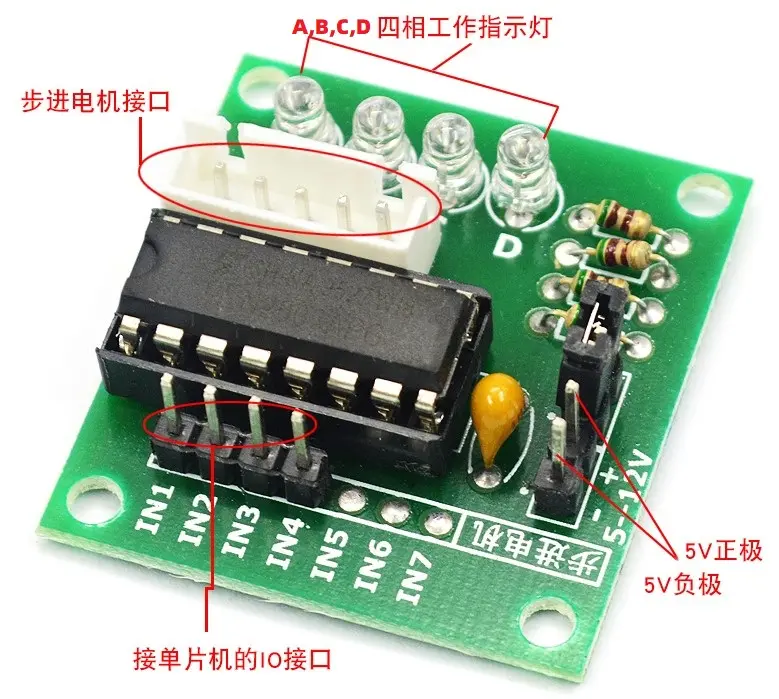 A,B,C,D 四相工作指示灯
步进电机接口
D
IN1
IN2
IN3
IN4
IN5
IN6
IN7
步进电机
- +
5-12V
5V正极
5V负极
接单片机的IO接口